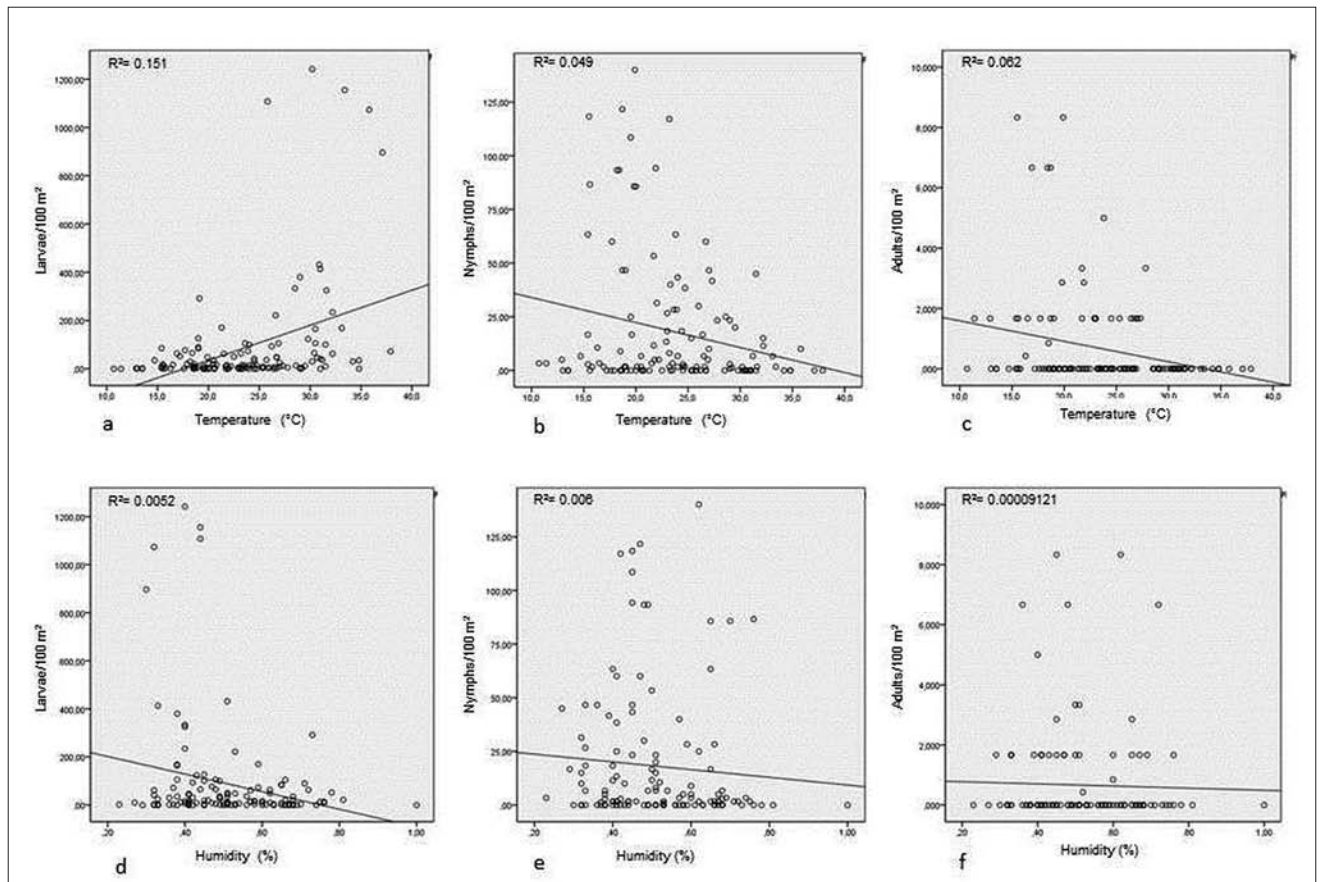 R²= 0.151
1200,00
1000,00
800,00
600,00
400,00
200,00
,00
Larvae/100 m²
10,0 15,0 20,0 25,0 30,0 35,0 40,0
Temperature (°C)
a
R²= 0.049
125,00
100,00
75,00
50,00
25,00
,00
Nymphs/100 m²
10,0 15,0 20,0 25,0 30,0 35,0 40,0
Temperature (°C)
b
R²= 0.062
10,000
8,000
6,000
4,000
2,000
,000
Adults/100 m²
10,0 15,0 20,0 25,0 30,0 35,0 40,0
Temperature (°C)
c
R²= 0.0052
1200,00
1000,00
800,00
600,00
400,00
200,00
,00
Larvae/100 m²
,20 ,40 ,60 ,80 1,00
Humidity (%)
d
R²= 0.006
125,00
100,00
75,00
50,00
25,00
,00
Nymphs/100 m²
,20 ,40 ,60 ,80 1,00
Humidity (%)
e
R²= 0.00009121
10,000
8,000
6,000
4,000
2,000
,000
Adults/100 m²
,20 ,40 ,60 ,80 1,00
Humidity (%)
f